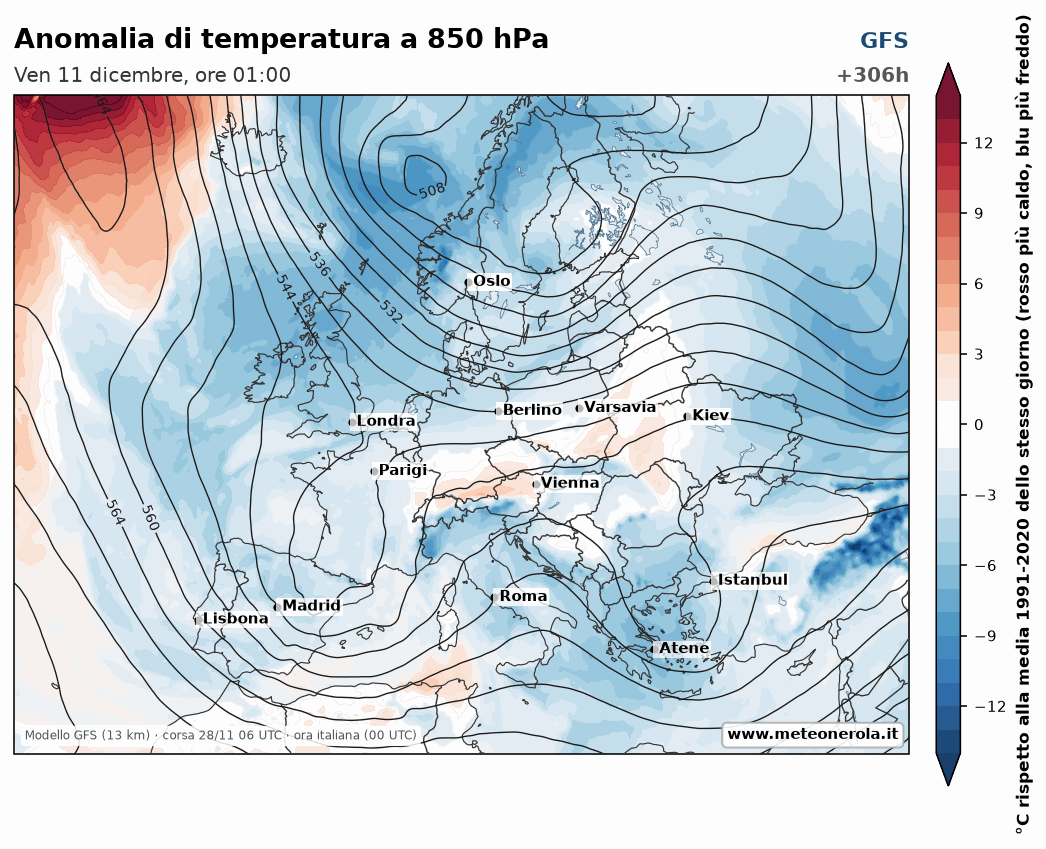 Anomalia di temperatura a 850 hPa
GFS
Ven 11 dicembre, ore 01:00
+306h
564
508
536
544
532
Oslo
Berlino
Varsavia
Kiev
Londra
Parigi
Vienna
564
560
Istanbul
Madrid
Roma
Lisbona
Atene
Modello GFS (13 km) · corsa 28/11 06 UTC · ora italiana (00 UTC)
www.meteonerola.it
12
9
6
3
0
−3
−6
−9
−12
°C rispetto alla media 1991-2020 dello stesso giorno (rosso più caldo, blu più freddo)